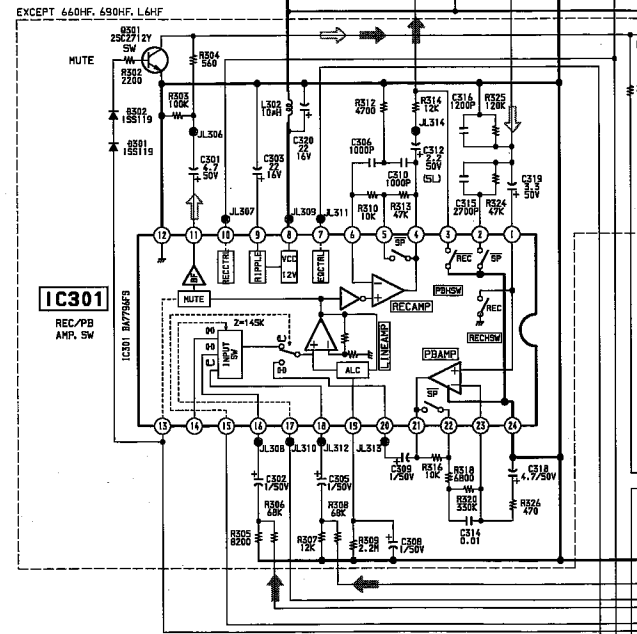 EXCEPT 660HF, 690HF, L6HF
Q301
2SC2712Y
SW
MUTE
R302
2200
R304
560
R303
100K
D302
1SS119
D301
1SS119
JL306
C301
4.7
50V
JL307
C303
22
16V
L302
10μH
C320
22
16V
JL309
JL311
R312
4700
C306
1000P
C310
1000P
R310
10K
R313
47K
R314
12K
JL314
C312
2.2
50V
(SL)
C316
1200P
R325
120K
C315
2700P
R324
47K
C319
3.3
50V
12 11 10 9 8 7 6 5 4 3 2 1
RECCTRL
RIPPLE
VCC
12V
EQCTRL
SP
REC
SP
BF
MUTE
RECAMP
PBHSW
REC
RECHSW
IC301
REC/PB
AMP, SW
IC301 BA7796FS
Z=145K
INPUT
SW
LINEAMP
ALC
PBAMP
SP
13 14 15 16 17 18 19 20 21 22 23 24
JL308
JL310
JL312
JL313
C302
1/50V
R306
68K
R305
8200
C305
1/50V
R308
68K
R307
12K
R309
2.2M
C308
1/50V
C309
1/50V
R316
10K
R318
6800
R320
330K
C314
0.01
C318
4.7/50V
R326
470